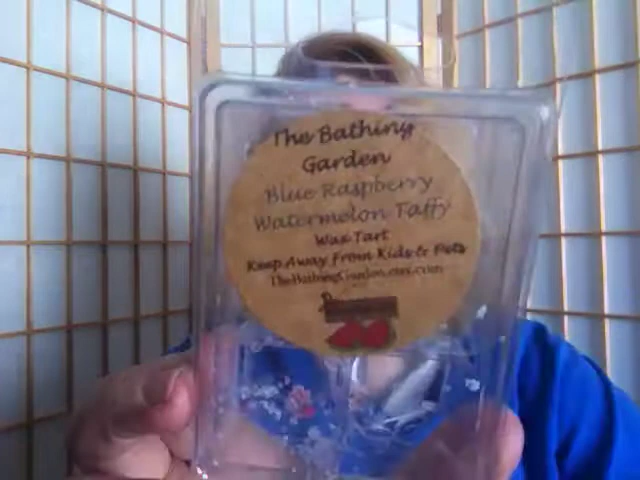 The Bathing
Garden
Blue Raspberry
Watermelon Taffy
Wax Tart
Keep Away From Kids & Pets